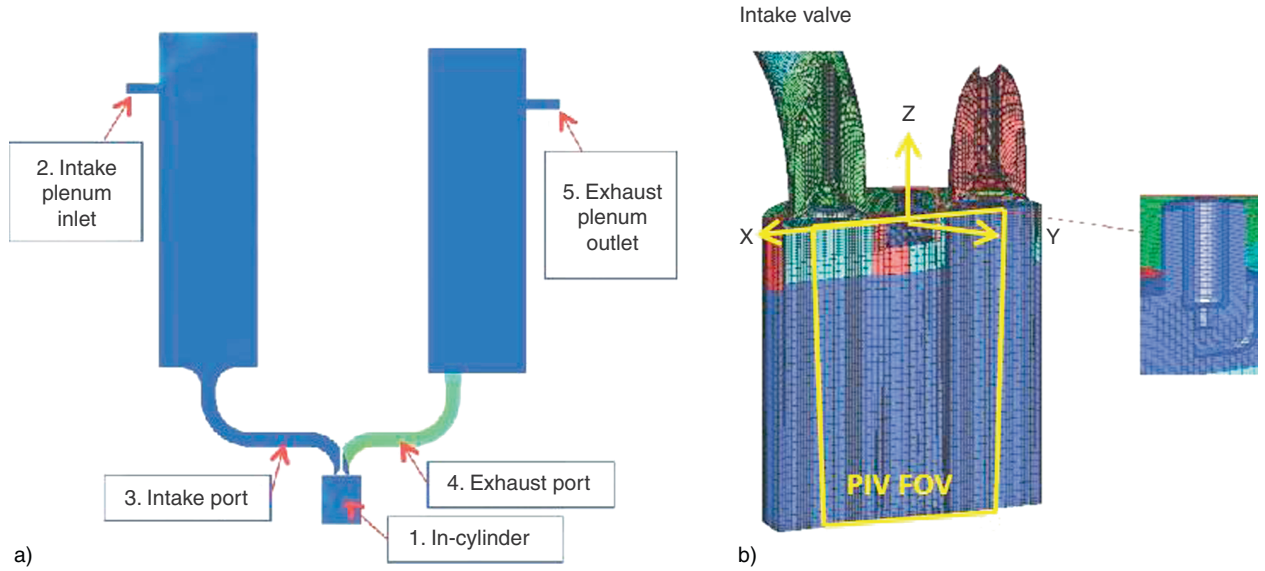 2. Intake
plenum
inlet
5. Exhaust
plenum
outlet
3. Intake port
4. Exhaust port
1. In-cylinder
a)
Intake valve
Z
X
Y
PIV FOV
b)